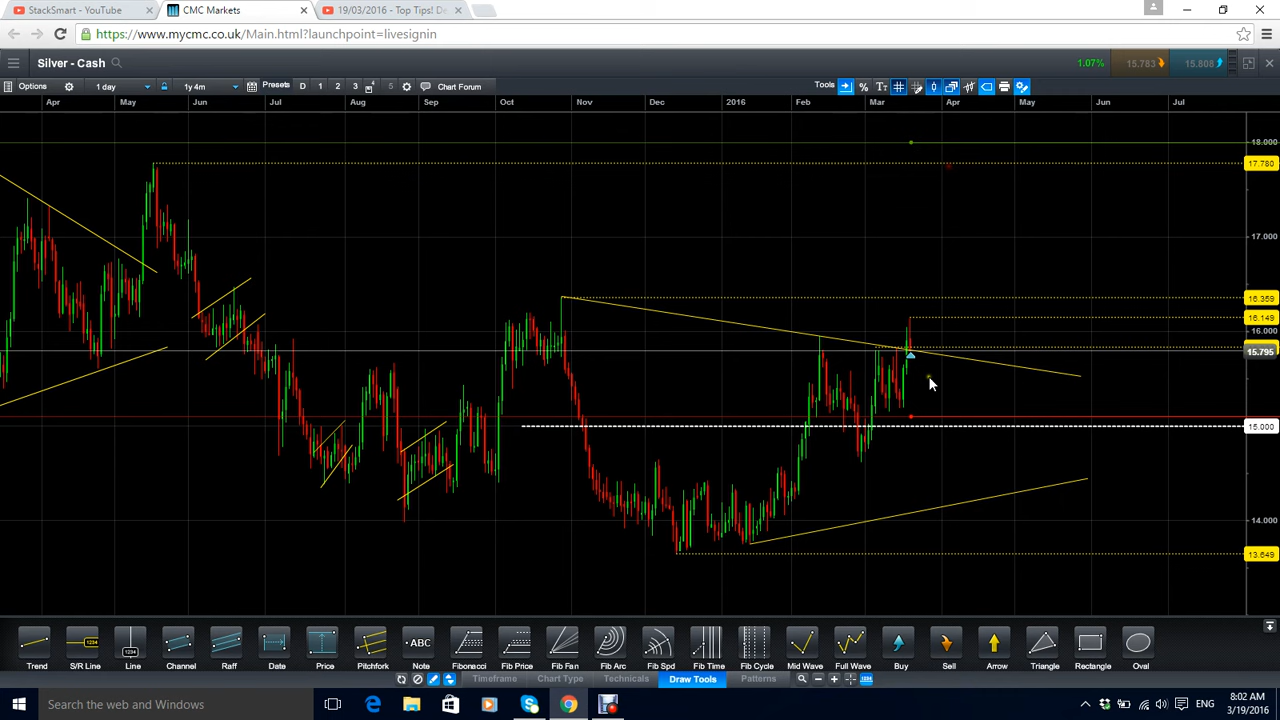 StackSmart - YouTube
CMC Markets
19/03/2016 - Top Tips! De
https://www.mycmc.co.uk/Main.html?launchpoint=livesignin
Silver - Cash
1.07%
15.783
15.808
Options
1 day
1y4m
Presets
D
1
2
3
4
5
Chart Forum
Tools
%
Apr
May
Jun
Jul
Aug
Sep
Oct
Nov
Dec
2016
Feb
Mar
Apr
May
Jun
Jul
18.000
17.780
17.000
16.359
16.149
16.000
15.795
15.000
14.000
13.649
1234
1234
ABC
Trend
S/R Line
Line
Channel
Raff
Date
Price
Pitchfork
Note
Fibonacci
Fib Price
Fib Fan
Fib Arc
Fib Spd
Fib Time
Fib Cycle
Mid Wave
Full Wave
Buy
Sell
Arrow
Triangle
Rectangle
Oval
Timeframe
Chart Type
Technicals
Draw Tools
Patterns
Search the web and Windows
ENG
8:02 AM
3/19/2016